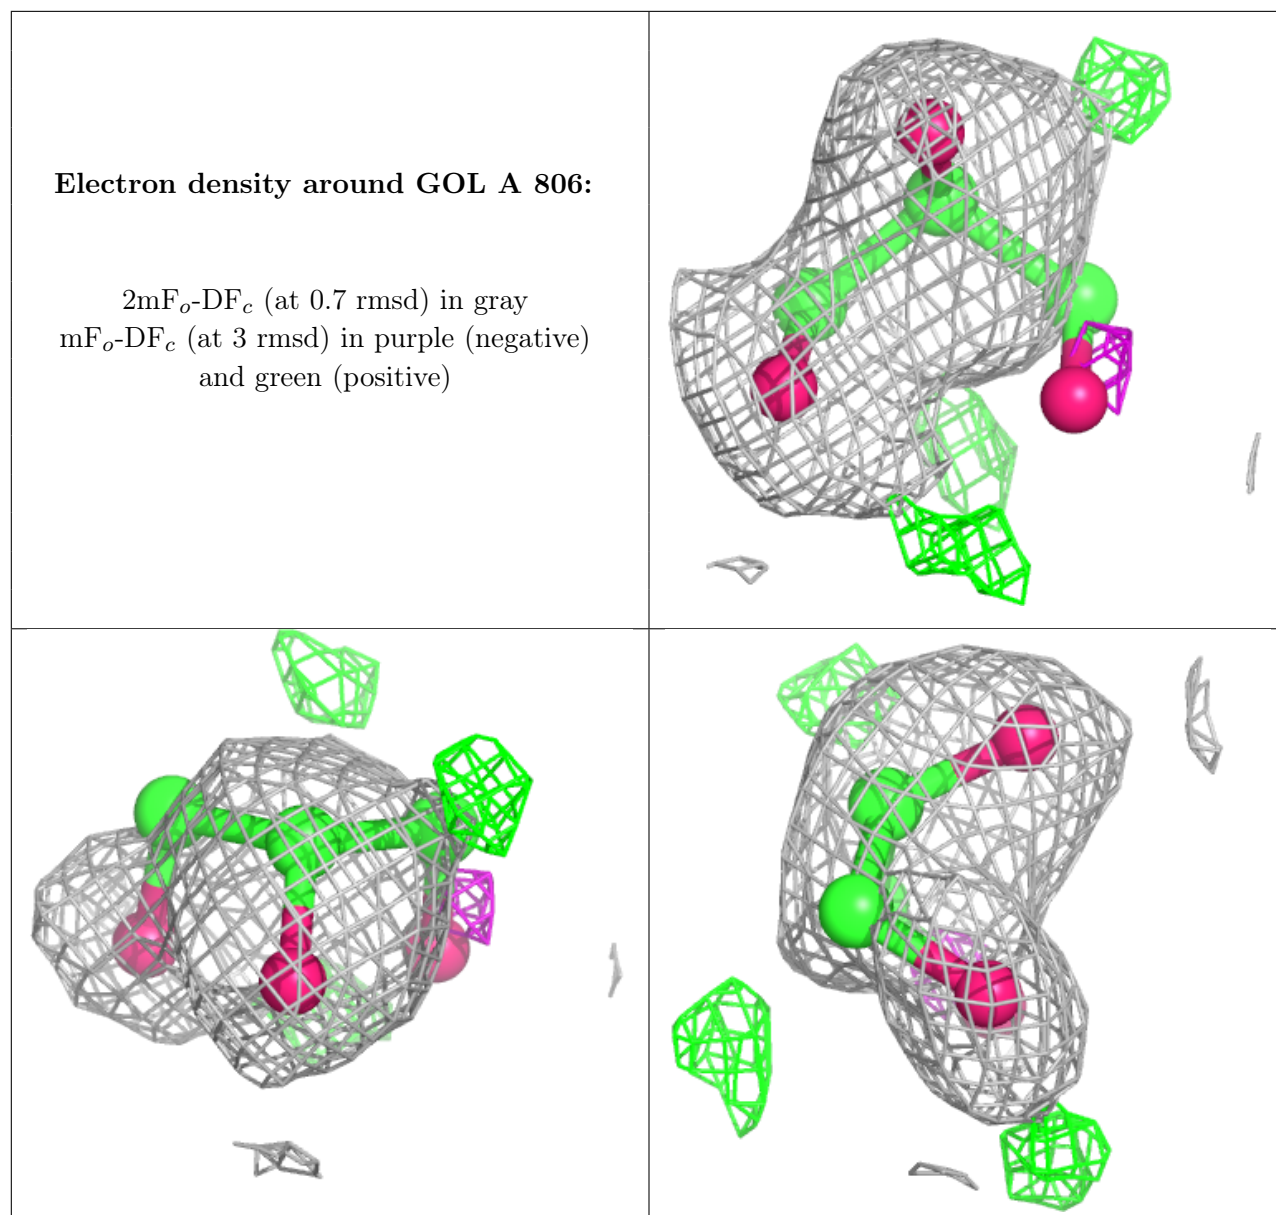 Electron density around GOL A 806:
2mFo-DFc (at 0.7 rmsd) in gray
mFo-DFc (at 3 rmsd) in purple (negative)
and green (positive)